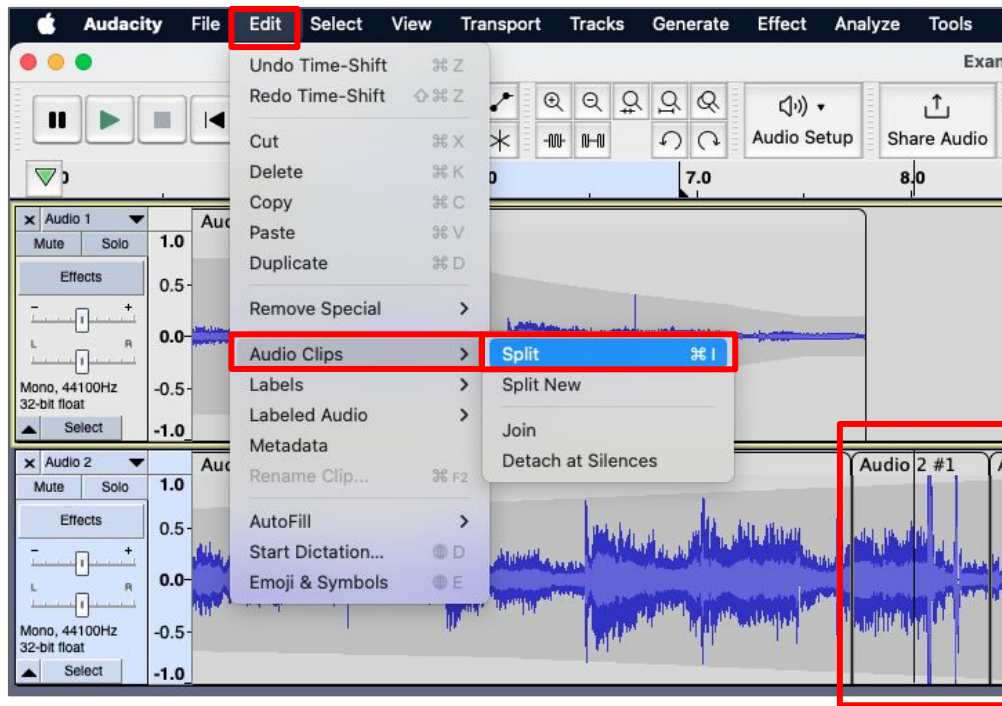 Audacity File Edit Select View Transport Tracks Generate Effect Analyze Tools
Undo Time-Shift ⌘ Z
Redo Time-Shift ⇧ ⌘ Z
Cut ⌘ X
Delete ⌘ K
Copy ⌘ C
Paste ⌘ V
Duplicate ⌘ D
Remove Special >
Audio Clips >
Labels >
Labeled Audio >
Metadata
Rename Clip... ⌘ F2
AutoFill >
Start Dictation... D
Emoji & Symbols E
Split ⌘ I
Split New
Join
Detach at Silences
Audio Setup
Share Audio
7.0 8.0
Audio 1
Mute Solo
Effects
- +
L R
Mono, 44100Hz
32-bit float
Select
1.0
0.5-
0.0-
-0.5-
-1.0
Audio 2
Mute Solo
Effects
- +
L R
Mono, 44100Hz
32-bit float
Select
1.0
0.5-
0.0-
-0.5-
-1.0
Audio 2 #1